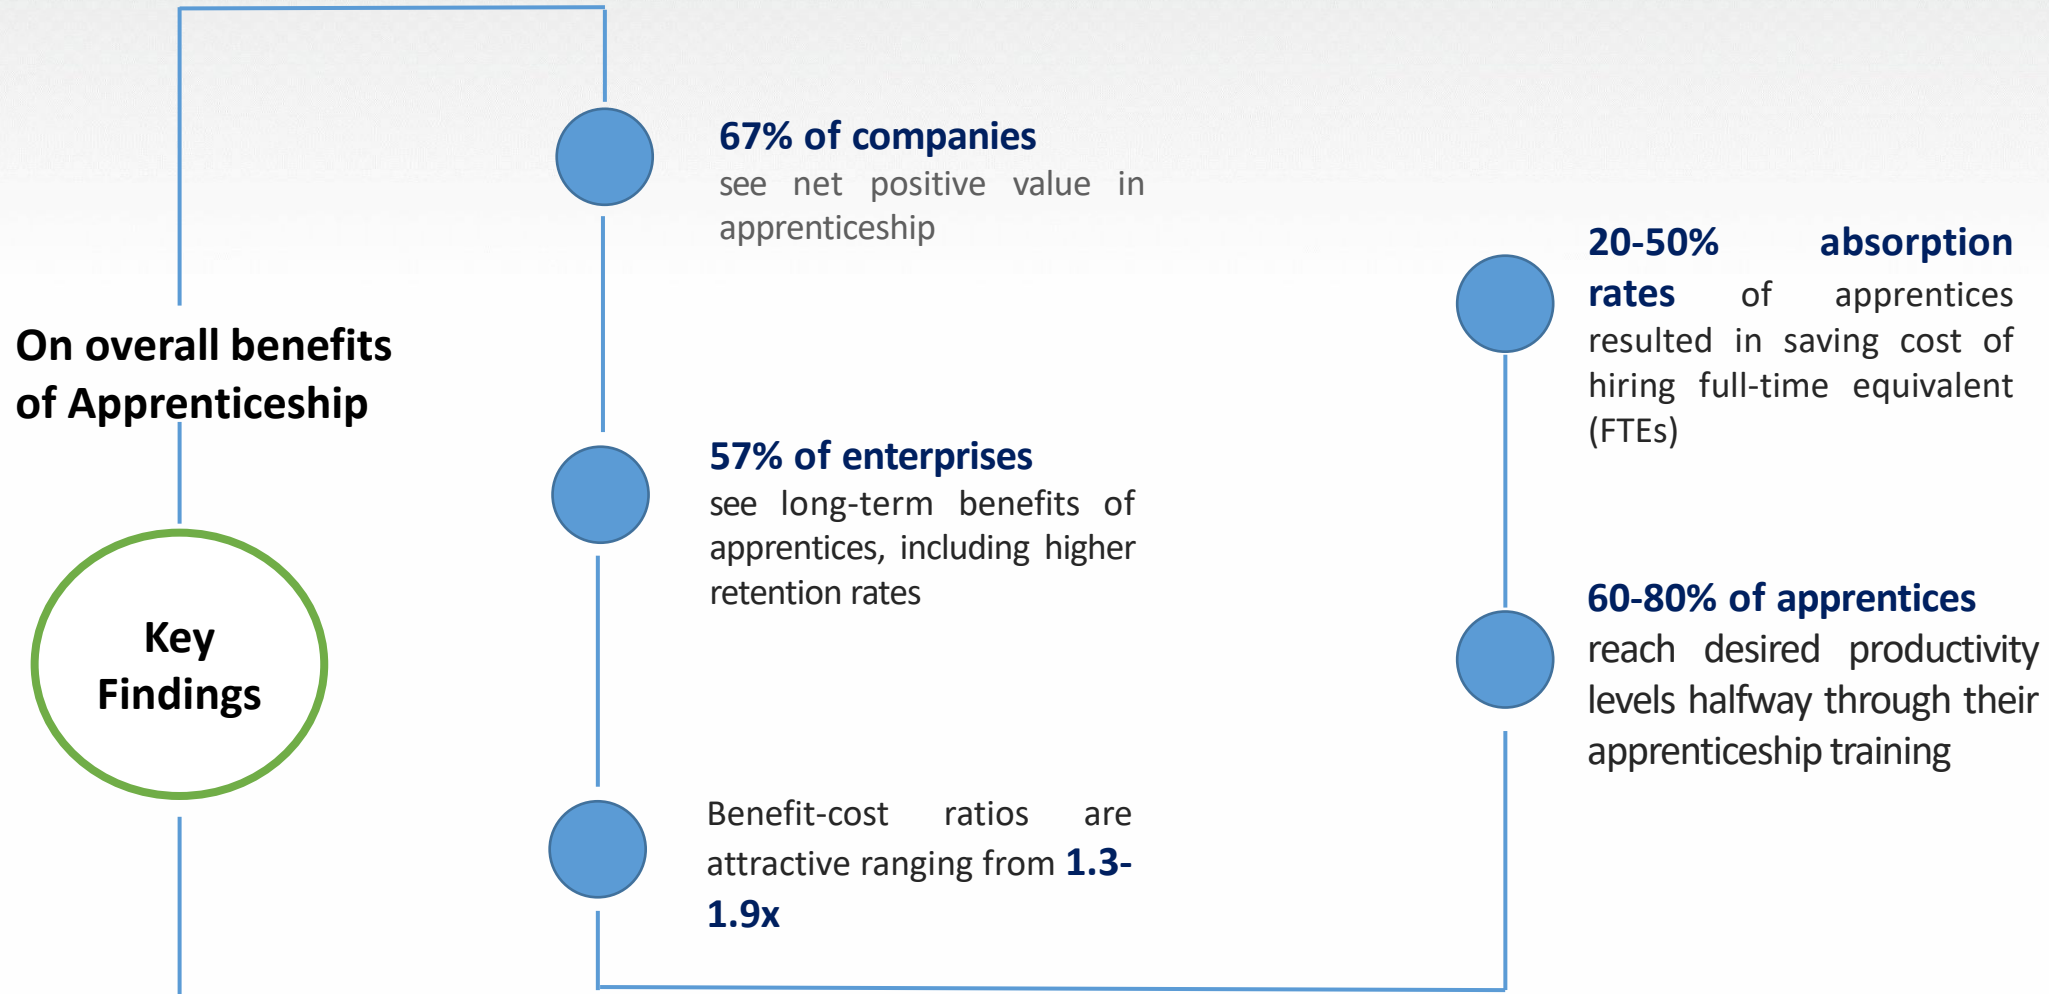 On overall benefits
of Apprenticeship
Key
Findings
67% of companies
see net positive value in
apprenticeship
57% of enterprises
see long-term benefits of
apprentices, including higher
retention rates
Benefit-cost ratios are
attractive ranging from 1.3-
1.9x
20-50% absorption
rates of apprentices
resulted in saving cost of
hiring full-time equivalent
(FTEs)
60-80% of apprentices
reach desired productivity
levels halfway through their
apprenticeship training